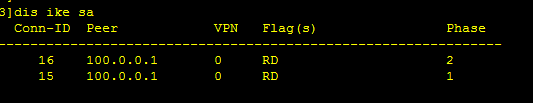 3]dis ike sa
Conn-ID Peer VPN Flag(s) Phase
---------------------------------------------------------------
16 100.0.0.1 0 RD 2
15 100.0.0.1 0 RD 1